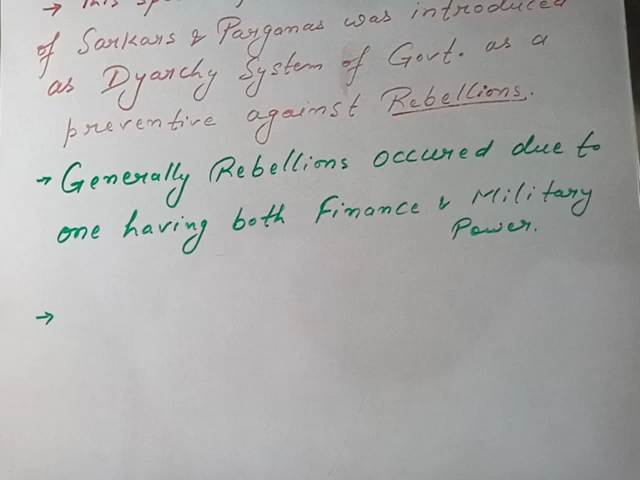 → This introduced
of Sarkars & Parganas was
as Dyarchy System of Govt. as a
preventive against Rebellions.
→ Generally Rebellions occured due to
one having both Finance & Military
Power.
→